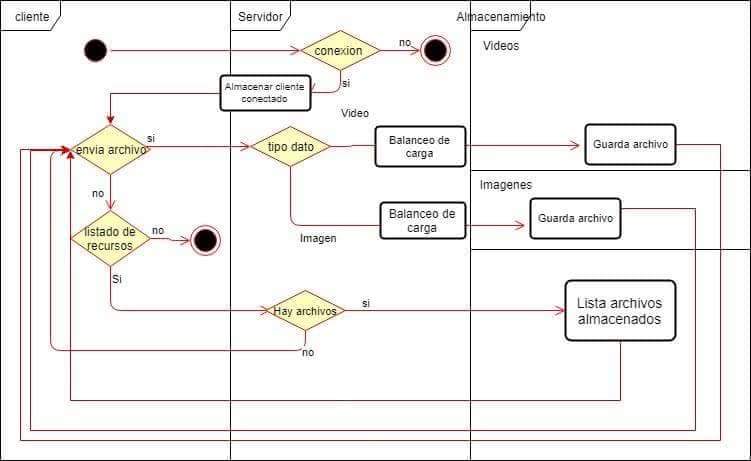 cliente
Servidor
Almacenamiento
Videos
conexion
no
si
Almacenar cliente
conectado
Video
envia archivo
si
tipo dato
Balanceo de
carga
Guarda archivo
Imagenes
no
Balanceo de
carga
Guarda archivo
listado de
recursos
no
Imagen
Si
Hay archivos
si
Lista archivos
almacenados
no